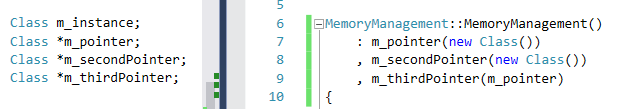 Class m_instance;
Class *m_pointer;
Class *m_secondPointer;
Class *m_thirdPointer;
5
6 MemoryManagement::MemoryManagement()
7 : m_pointer(new Class())
8 , m_secondPointer(new Class())
9 , m_thirdPointer(m_pointer)
10 {